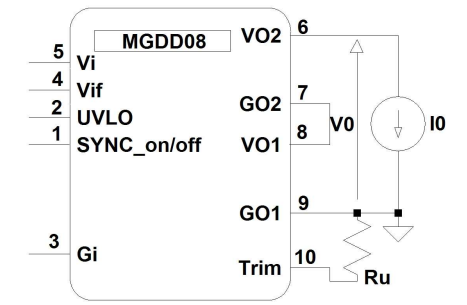 MGDD08
VO2 6
5 Vi
4 Vif
GO2 7
2 UVLO
V0
I0
1 SYNC_on/off
VO1 8
GO1 9
3 Gi
Trim 10
Ru